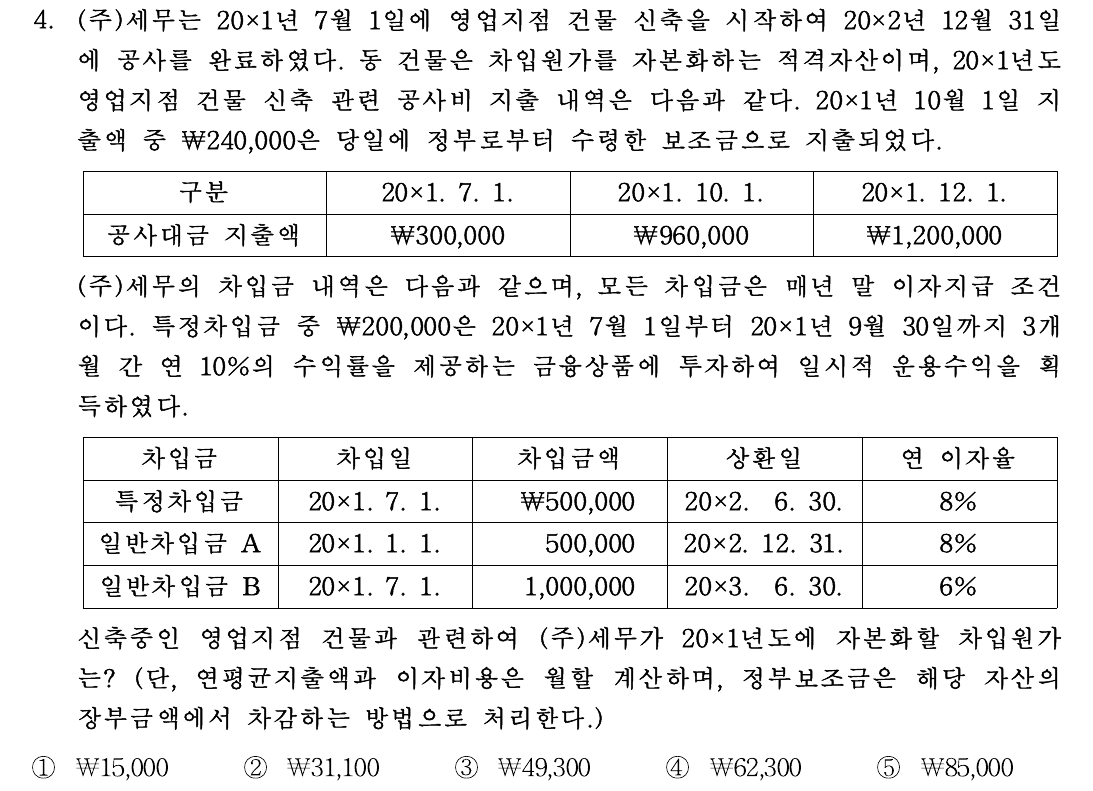 4. (주)세무는 20×1년 7월 1일에 영업지점 건물 신축을 시작하여 20×2년 12월 31일
에 공사를 완료하였다. 동 건물은 차입원가를 자본화하는 적격자산이며, 20×1년도
영업지점 건물 신축 관련 공사비 지출 내역은 다음과 같다. 20×1년 10월 1일 지
출액 중 ₩240,000은 당일에 정부로부터 수령한 보조금으로 지출되었다.
구분 20×1. 7. 1. 20×1. 10. 1. 20×1. 12. 1.
공사대금 지출액 ₩300,000 ₩960,000 ₩1,200,000
(주)세무의 차입금 내역은 다음과 같으며, 모든 차입금은 매년 말 이자지급 조건
이다. 특정차입금 중 ₩200,000은 20×1년 7월 1일부터 20×1년 9월 30일까지 3개
월 간 연 10%의 수익률을 제공하는 금융상품에 투자하여 일시적 운용수익을 획
득하였다.
차입금 차입일 차입금액 상환일 연 이자율
특정차입금 20×1. 7. 1. ₩500,000 20×2. 6. 30. 8%
일반차입금 A 20×1. 1. 1. 500,000 20×2. 12. 31. 8%
일반차입금 B 20×1. 7. 1. 1,000,000 20×3. 6. 30. 6%
신축중인 영업지점 건물과 관련하여 (주)세무가 20×1년도에 자본화할 차입원가
는? (단, 연평균지출액과 이자비용은 월할 계산하며, 정부보조금은 해당 자산의
장부금액에서 차감하는 방법으로 처리한다.)
① ₩15,000 ② ₩31,100 ③ ₩49,300 ④ ₩62,300 ⑤ ₩85,000